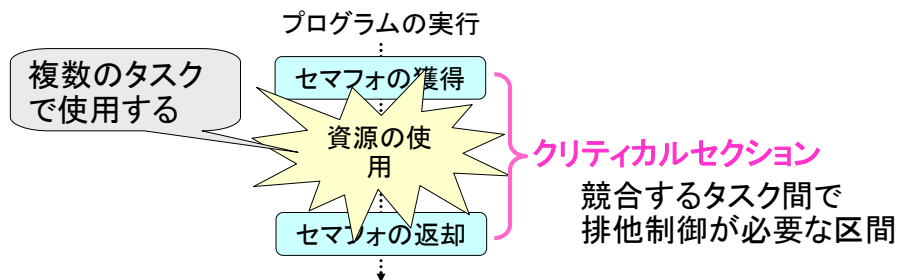 プログラムの実行
複数のタスク
で使用する
セマフォの獲得
資源の使
用
クリティカルセクション
競合するタスク間で
排他制御が必要な区間
セマフォの返却